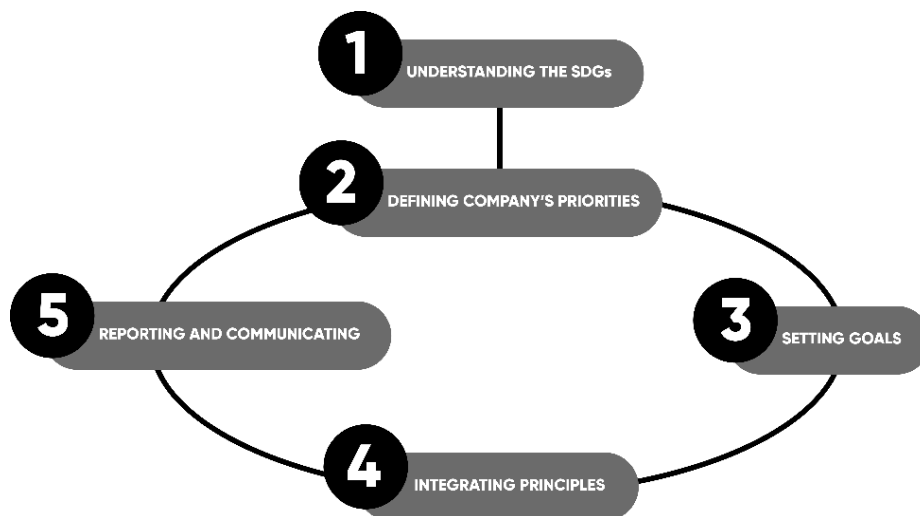 1
UNDERSTANDING THE SDGs
2
DEFINING COMPANY'S PRIORITIES
3
SETTING GOALS
4
INTEGRATING PRINCIPLES
5
REPORTING AND COMMUNICATING